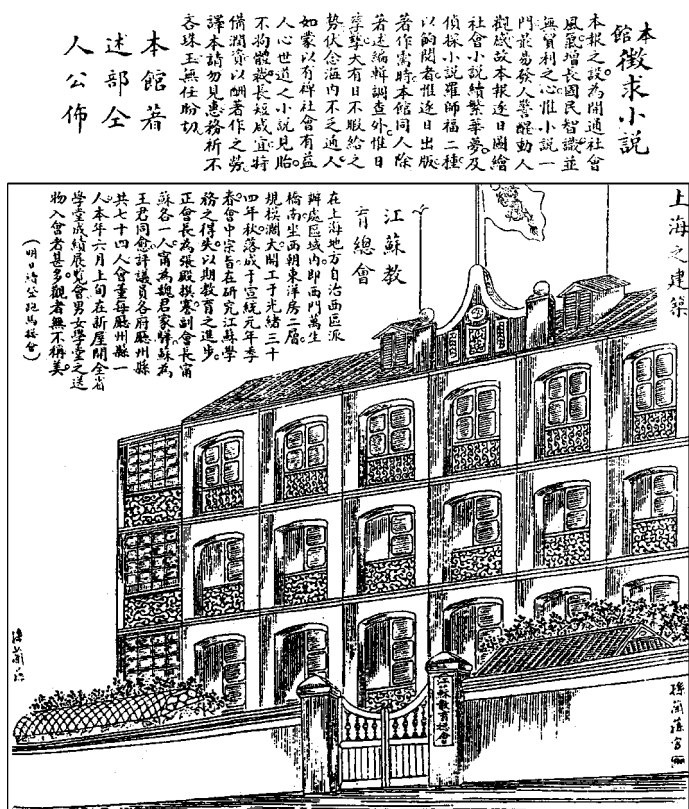 本館徵求小說
本報之設為開通社會
風氣增長國民智識並
無貿利之心惟小說一
門最易發人警醒動人
觀感故本報逐日圖繪
社會小說續繁華夢及
偵探小說羅師福二種
以餉閱者惟逐日出版
著作需時本館同人除
著述編輯調查外惟日
孳孳大有日不暇給之
勢伏念海內不乏通人
如蒙以有裨社會有益
人心世道之小說見貽
不拘體裁長短咸宜特
備潤資以酬著作之勞
譯本請勿見惠務祈不
吝珠玉無任盼切
本館著
述部仝
人公佈
上海之建築
江蘇教
育總會
在上海地方自治西區派
辦處區域內即西門萬生
橋南坐西朝東洋房二層
規模濶大開工于光緒三十
四年秋落成于宣統元年季
春會中宗旨在研究江蘇學
務之得失以期教育之進步
正會長為張殿撰謇副會長甯
蘇各一人甯為魏君家驊蘇為
王君同愈評議員各府廳州縣
共七十四人會董每廳州縣一
人本年六月上旬在新屋開全省
學堂成績展覽會男女學堂之送
物入會者甚多觀者無不稱美
（明日續登跑馬總會）
江蘇教育總會
孫蘭蓀畫